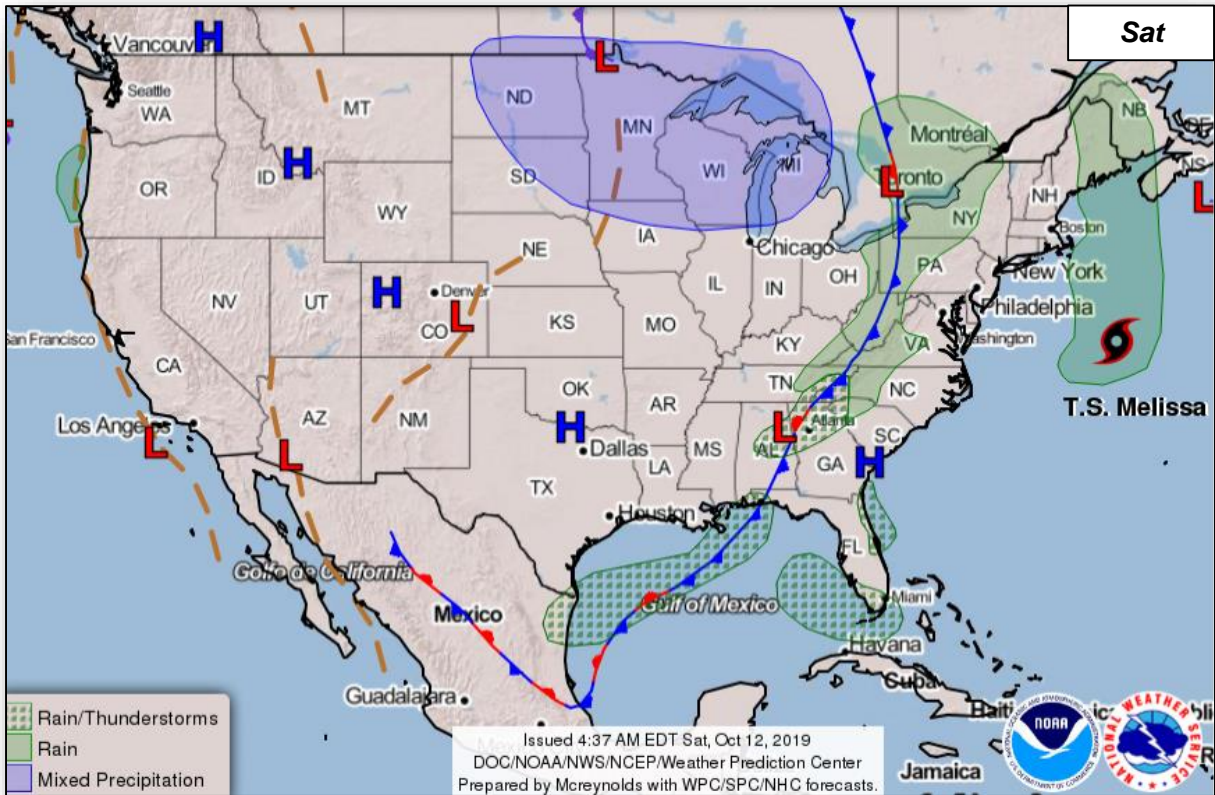 Sat
H
Vancouver
L
NB
Seattle
WA
MT
ND
MN
Montréal
NS
OR
ID
H
SD
WI
MI
Toronto
L
NH
L
WY
NY
Boston
IA
Chicago
NE
PA
New York
NV
UT
H
Denver
L
CO
IL
IN
OH
Philadelphia
San Francisco
KS
MO
KY
VA
Washington
CA
TN
NC
T.S. Melissa
Los Angeles
L
AZ
L
NM
OK
H
AR
Dallas
MS
L
AL
Atlanta
GA
SC
H
LA
TX
Houston
FL
Golfo de California
Mexico
Gulf of Mexico
Miami
Havana
Cuba
Guadalajara
Jamaica
Rain/Thunderstorms
Rain
Mixed Precipitation
Issued 4:37 AM EDT Sat, Oct 12, 2019
DOC/NOAA/NWS/NCEP/Weather Prediction Center
Prepared by Mcreynolds with WPC/SPC/NHC forecasts.
NOAA
NATIONAL WEATHER SERVICE